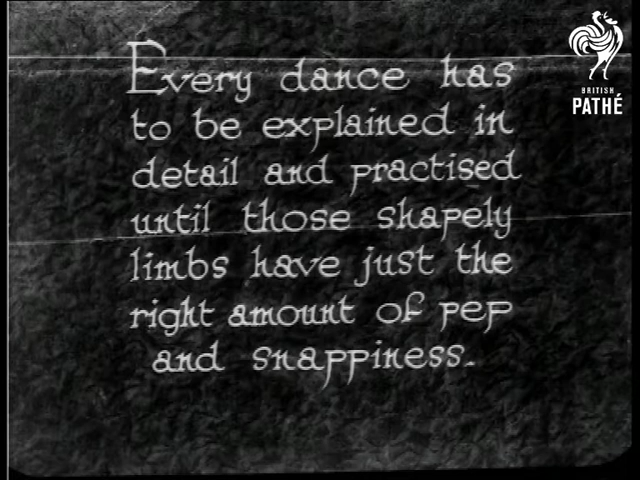 Every dance has
to be explained in
detail and practised
until those shapely
limbs have just the
right amount of pep
and snappiness.
BRITISH
PATHÉ